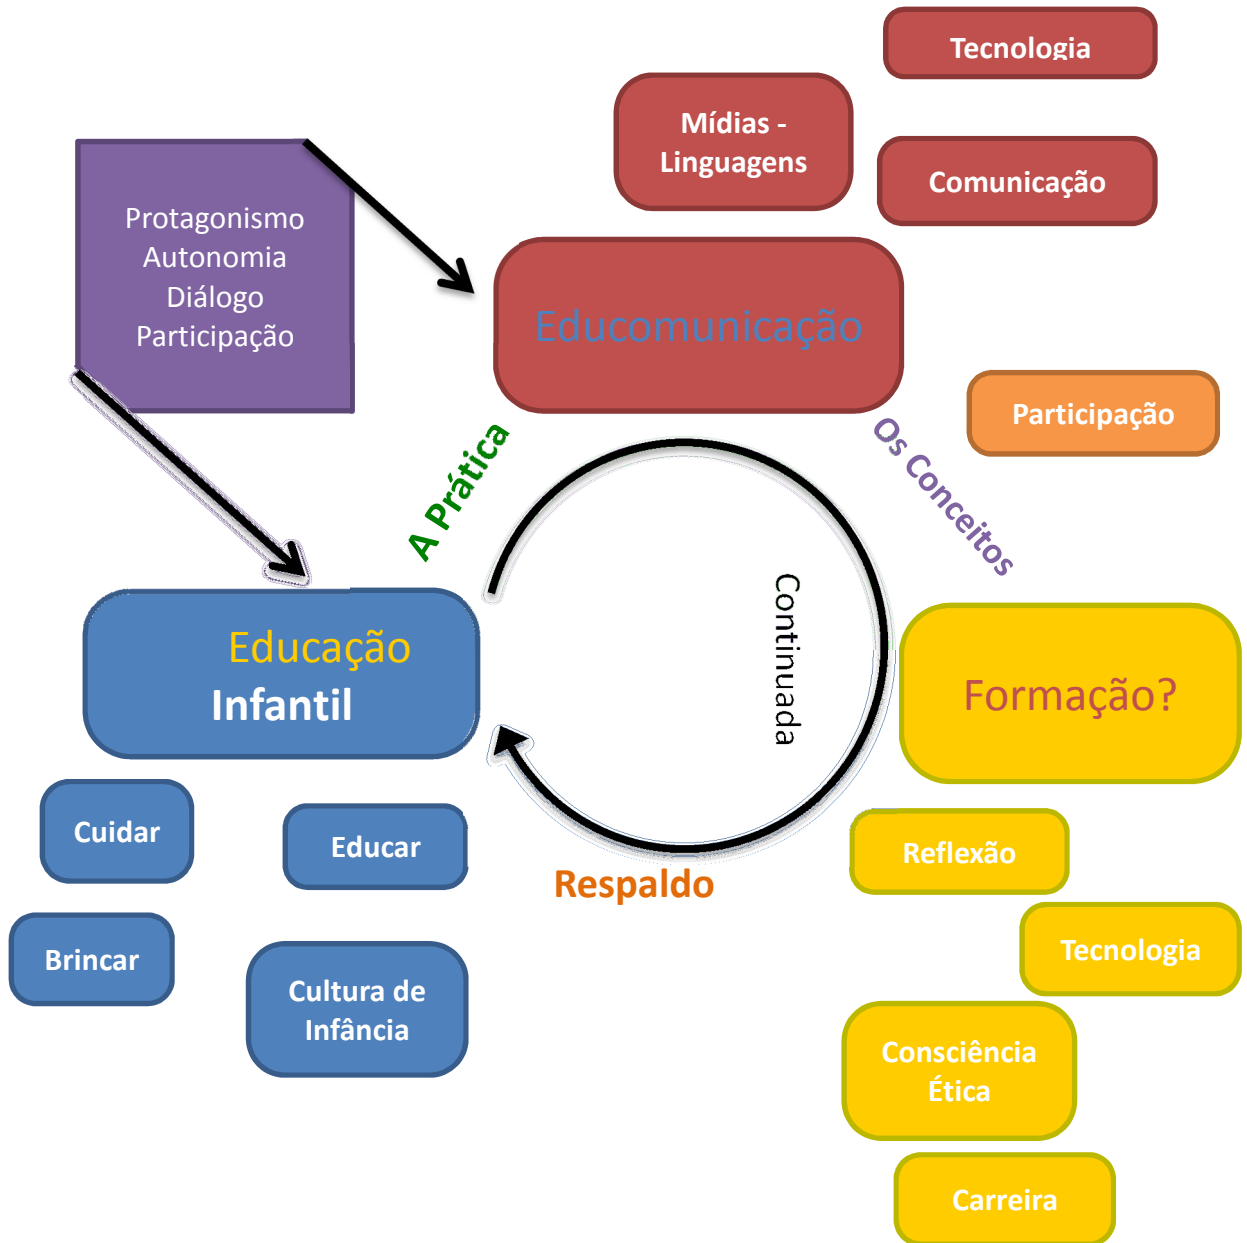 Tecnologia
Mídias -
Linguagens
Comunicação
Protagonismo
Autonomia
Diálogo
Participação
Educomunicação
Participação
A Prática
Os Conceitos
Continuada
Educação
Infantil
Formação?
Cuidar
Educar
Respaldo
Reflexão
Brincar
Cultura de
Infância
Tecnologia
Consciência
Ética
Carreira